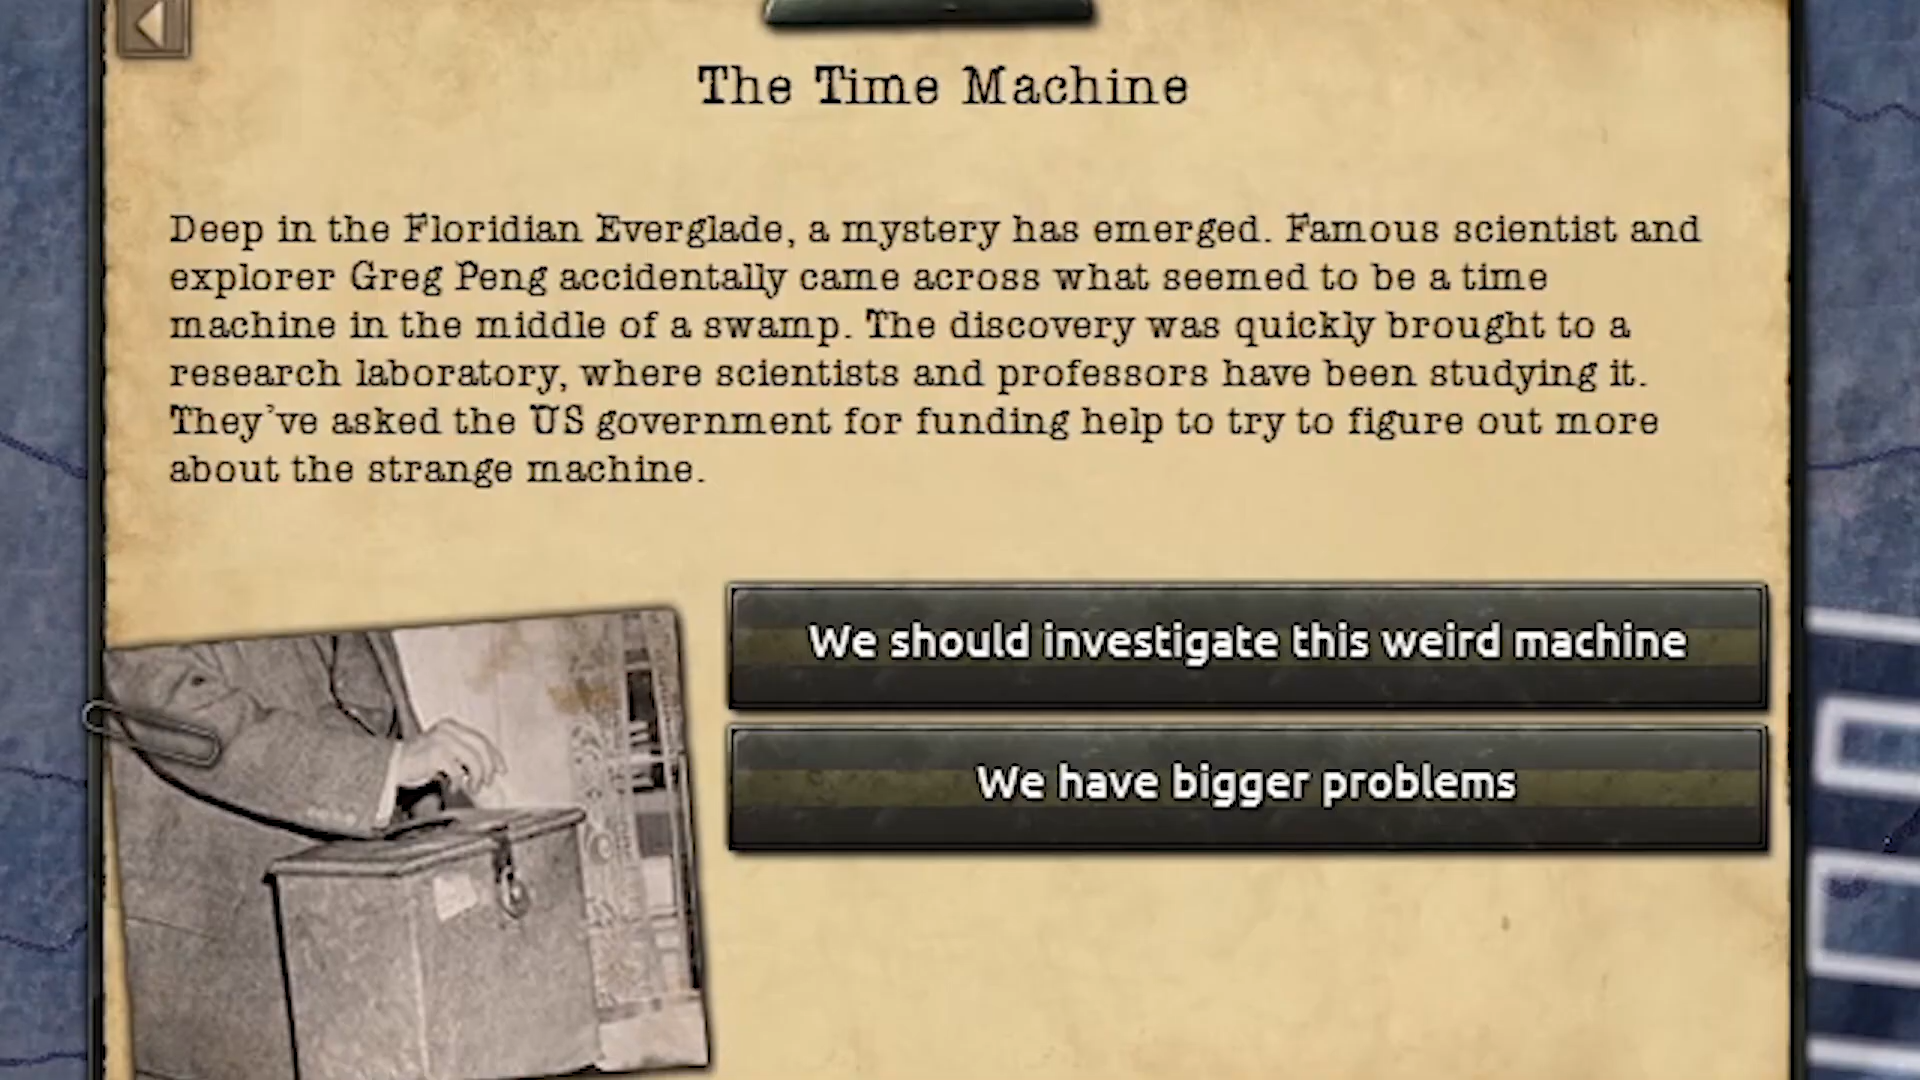 The Time Machine
Deep in the Floridian Everglade, a mystery has emerged. Famous scientist and
explorer Greg Peng accidentally came across what seemed to be a time
machine in the middle of a swamp. The discovery was quickly brought to a
research laboratory, where scientists and professors have been studying it.
They've asked the US government for funding help to try to figure out more
about the strange machine.
We should investigate this weird machine
We have bigger problems